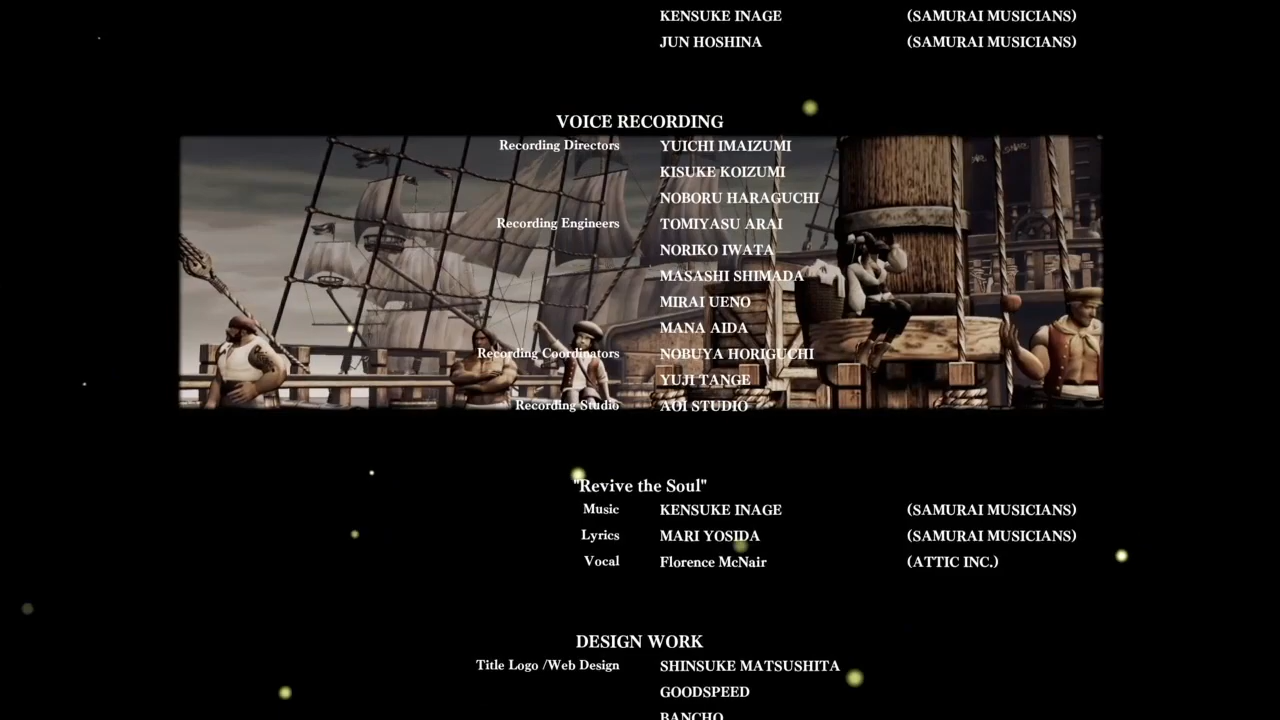 KENSUKE INAGE (SAMURAI MUSICIANS)
JUN HOSHINA (SAMURAI MUSICIANS)
VOICE RECORDING
Recording Directors YUICHI IMAIZUMI
KISUKE KOIZUMI
NOBORU HARAGUCHI
Recording Engineers TOMIYASU ARAI
NORIKO IWATA
MASASHI SHIMADA
MIRAI UENO
MANA AIDA
Recording Coordinators NOBUYA HORIGUCHI
YUJI TANGE
Recording Studio AOI STUDIO
"Revive the Soul"
Music KENSUKE INAGE (SAMURAI MUSICIANS)
Lyrics MARI YOSIDA (SAMURAI MUSICIANS)
Vocal Florence McNair (ATTIC INC.)
DESIGN WORK
Title Logo /Web Design SHINSUKE MATSUSHITA
GOODSPEED
BANCHO